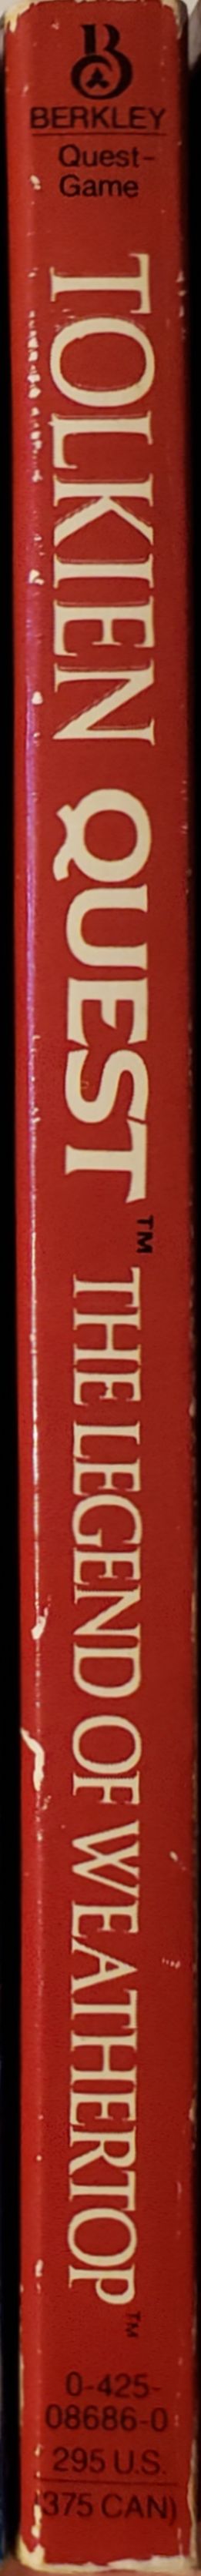 B
BERKLEY
Quest-
Game
TOLKIEN QUEST™ THE LEGEND OF WEATHERTOP™
0-425-
08686-0
295 U.S.
(375 CAN)